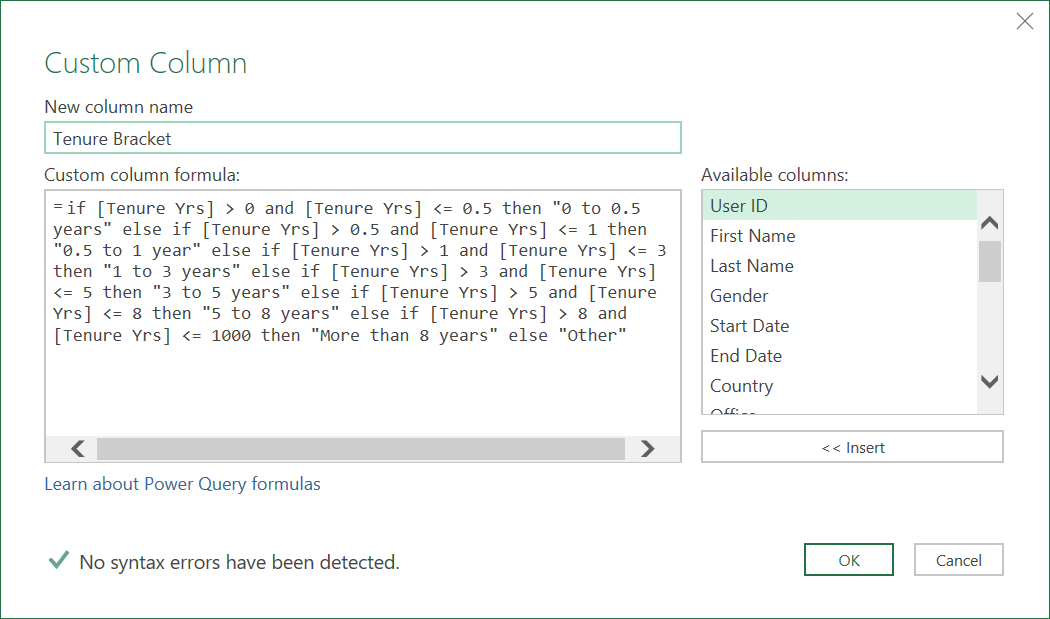 Custom Column
New column name
Tenure Bracket
Custom column formula:
=if [Tenure Yrs] > 0 and [Tenure Yrs] <= 0.5 then "0 to 0.5
years" else if [Tenure Yrs] > 0.5 and [Tenure Yrs] <= 1 then
"0.5 to 1 year" else if [Tenure Yrs] > 1 and [Tenure Yrs] <= 3
then "1 to 3 years" else if [Tenure Yrs] > 3 and [Tenure Yrs]
<= 5 then "3 to 5 years" else if [Tenure Yrs] > 5 and [Tenure
Yrs] <= 8 then "5 to 8 years" else if [Tenure Yrs] > 8 and
[Tenure Yrs] <= 1000 then "More than 8 years" else "Other"
Available columns:
User ID
First Name
Last Name
Gender
Start Date
End Date
Country
Office
<< Insert
Learn about Power Query formulas
No syntax errors have been detected.
OK
Cancel